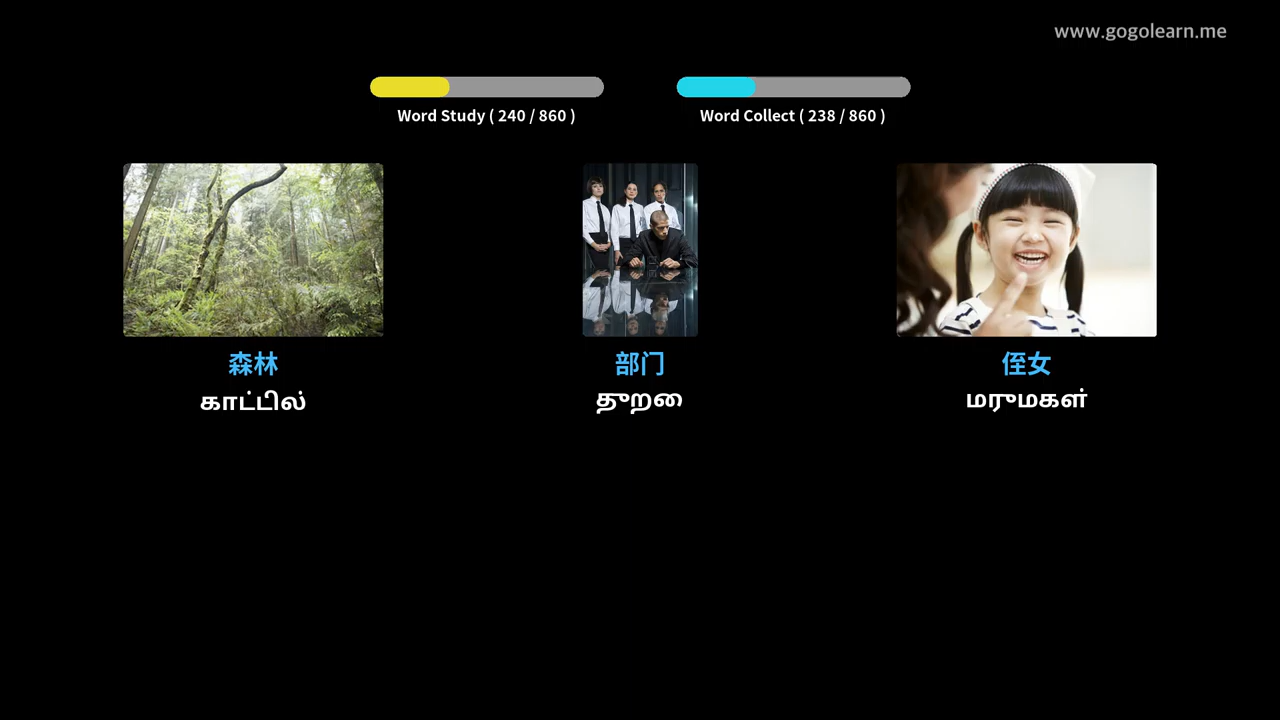 www.gogolearn.me
Word Study ( 240 / 860 )
Word Collect ( 238 / 860 )
森林
காட்டில்
部门
துறை
侄女
மருமகள்